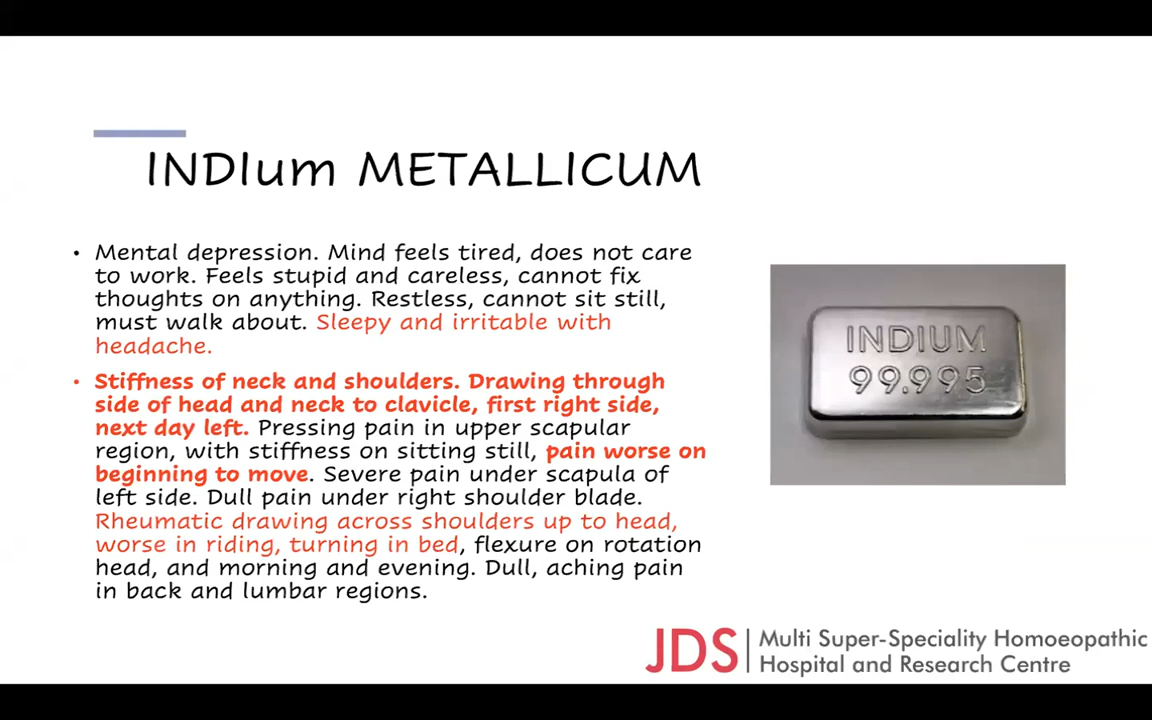 INDIum METALLICUM
• Mental depression. Mind feels tired, does not care
to work. Feels stupid and careless, cannot fix
thoughts on anything. Restless, cannot sit still,
must walk about. Sleepy and irritable with
headache.
• Stiffness of neck and shoulders. Drawing through
side of head and neck to clavicle, first right side,
next day left. Pressing pain in upper scapular
region, with stiffness on sitting still, pain worse on
beginning to move. Severe pain under scapula of
left side. Dull pain under right shoulder blade.
Rheumatic drawing across shoulders up to head,
worse in riding, turning in bed, flexure on rotation
head, and morning and evening. Dull, aching pain
in back and lumbar regions.
INDIUM
99.995
JDS
Multi Super-Speciality Homoeopathic
Hospital and Research Centre